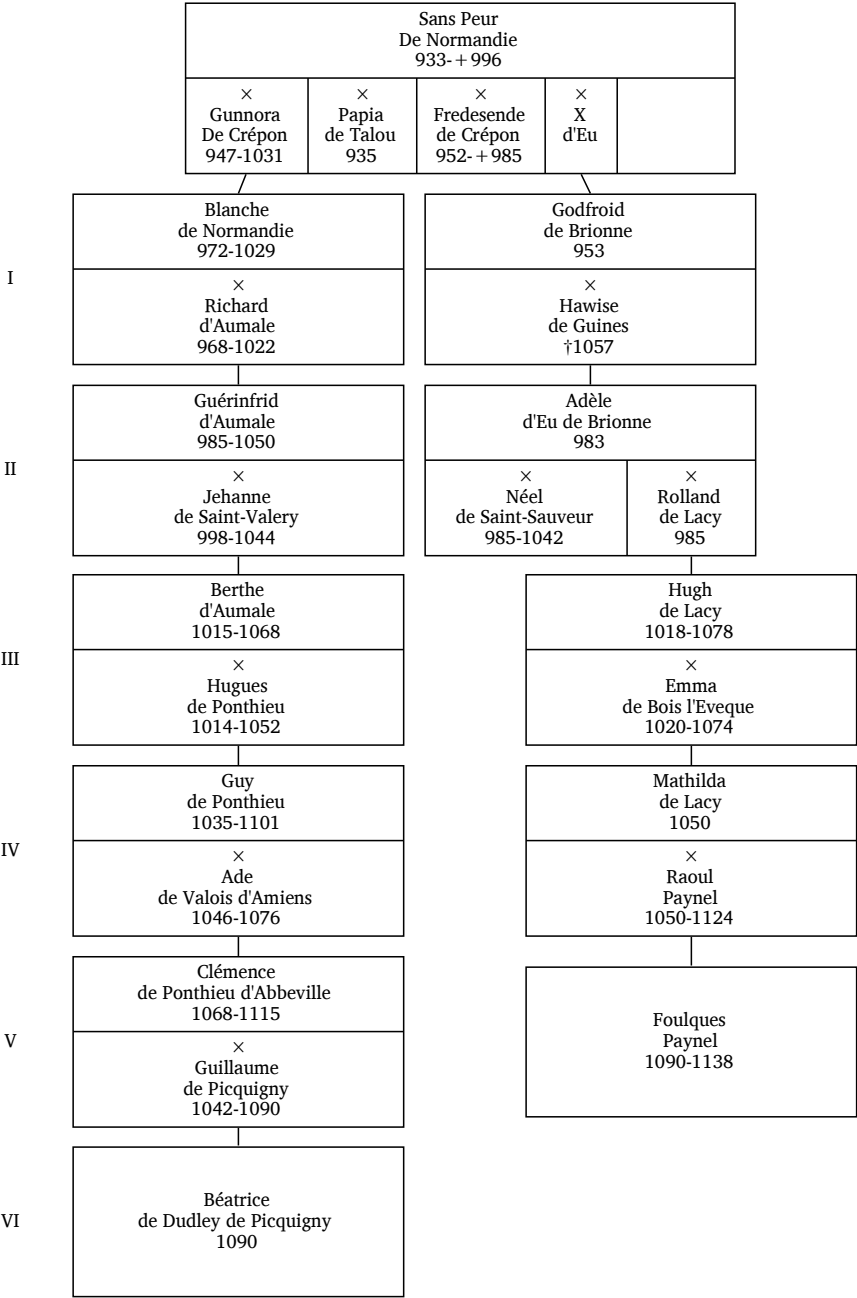 Sans Peur
De Normandie
933-+996
×
Gunnora
De Crépon
947-1031
×
Papia
de Talou
935
×
Fredesende
de Crépon
952-+985
×
X
d'Eu
I
Blanche
de Normandie
972-1029
×
Richard
d'Aumale
968-1022
Godfroid
de Brionne
953
×
Hawise
de Guines
†1057
II
Guérinfrid
d'Aumale
985-1050
×
Jehanne
de Saint-Valery
998-1044
Adèle
d'Eu de Brionne
983
×
Néel
de Saint-Sauveur
985-1042
×
Rolland
de Lacy
985
III
Berthe
d'Aumale
1015-1068
×
Hugues
de Ponthieu
1014-1052
Hugh
de Lacy
1018-1078
×
Emma
de Bois l'Eveque
1020-1074
IV
Guy
de Ponthieu
1035-1101
×
Ade
de Valois d'Amiens
1046-1076
Mathilda
de Lacy
1050
×
Raoul
Paynel
1050-1124
V
Clémence
de Ponthieu d'Abbeville
1068-1115
×
Guillaume
de Picquigny
1042-1090
Foulques
Paynel
1090-1138
VI
Béatrice
de Dudley de Picquigny
1090